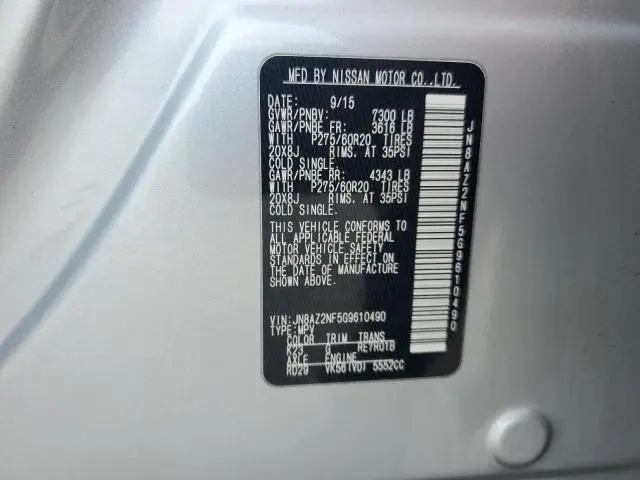 MFD BY NISSAN MOTOR CO.,LTD.
DATE: 9/15
GVWR/PNBV: 7300 LB
GAWR/PNBE FR: 3616 LB
WITH P275/60R20 TIRES
20X8J RIMS. AT 35PSI
COLD SINGLE.
GAWR/PNBE RR: 4343 LB
WITH P275/60R20 TIRES
20X8J RIMS. AT 35PSI
COLD SINGLE.
THIS VEHICLE CONFORMS TO
ALL APPLICABLE FEDERAL
MOTOR VEHICLE SAFETY
STANDARDS IN EFFECT ON
THE DATE OF MANUFACTURE
SHOWN ABOVE.
VIN:JN8AZ2NF5G9610490
TYPE:MPV
COLOR TRIM TRANS
K23 G RE7R01B
AXLE ENGINE
RD29 VK56(VD) 5552CC
JN8AZ2NF5G9610490